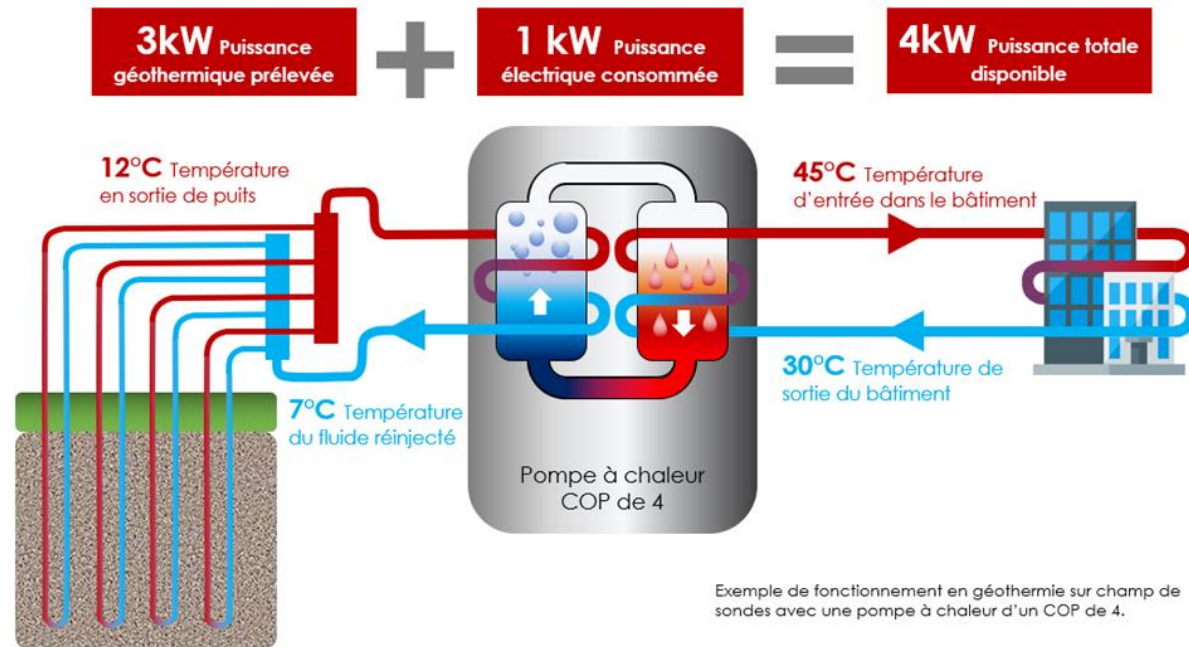 3kW Puissance
géothermique prélevée
1 kW Puissance
électrique consommée
4kW Puissance totale
disponible
12°C Température
en sortie de puits
45°C Température
d'entrée dans le bâtiment
7°C Température
du fluide réinjecté
30°C Température de
sortie du bâtiment
Pompe à chaleur
COP de 4
Exemple de fonctionnement en géothermie sur champ de
sondes avec une pompe à chaleur d'un COP de 4.